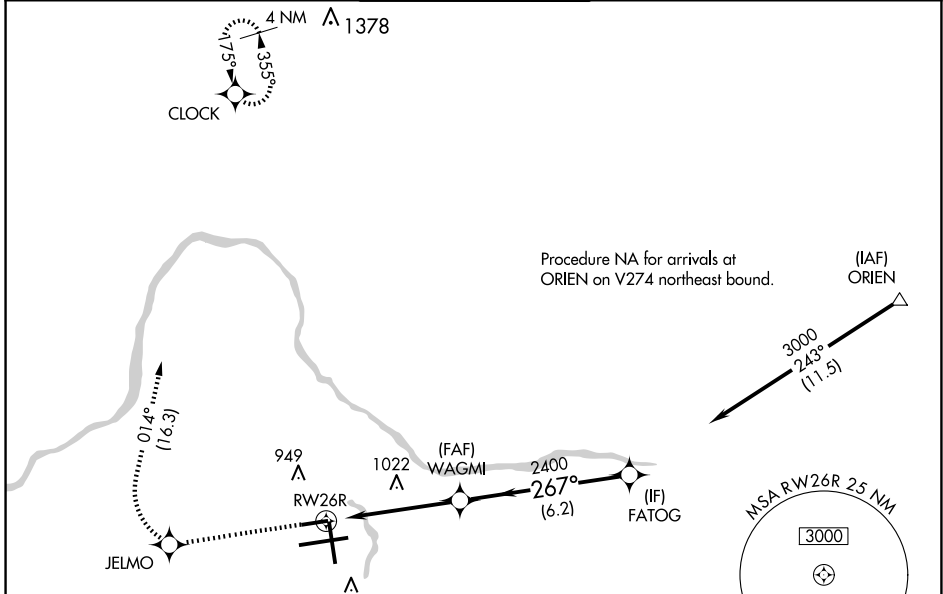 4 NM
1378
175°
355°
CLOCK
Procedure NA for arrivals at
ORIEN on V274 northeast bound.
(IAF)
ORIEN
3000
243°
(11.5)
014°
(16.3)
949
1022
(FAF)
WAGMI
2400
267°
(6.2)
(IF)
FATOG
RW26R
JELMO
MSA RW26R 25 NM
3000